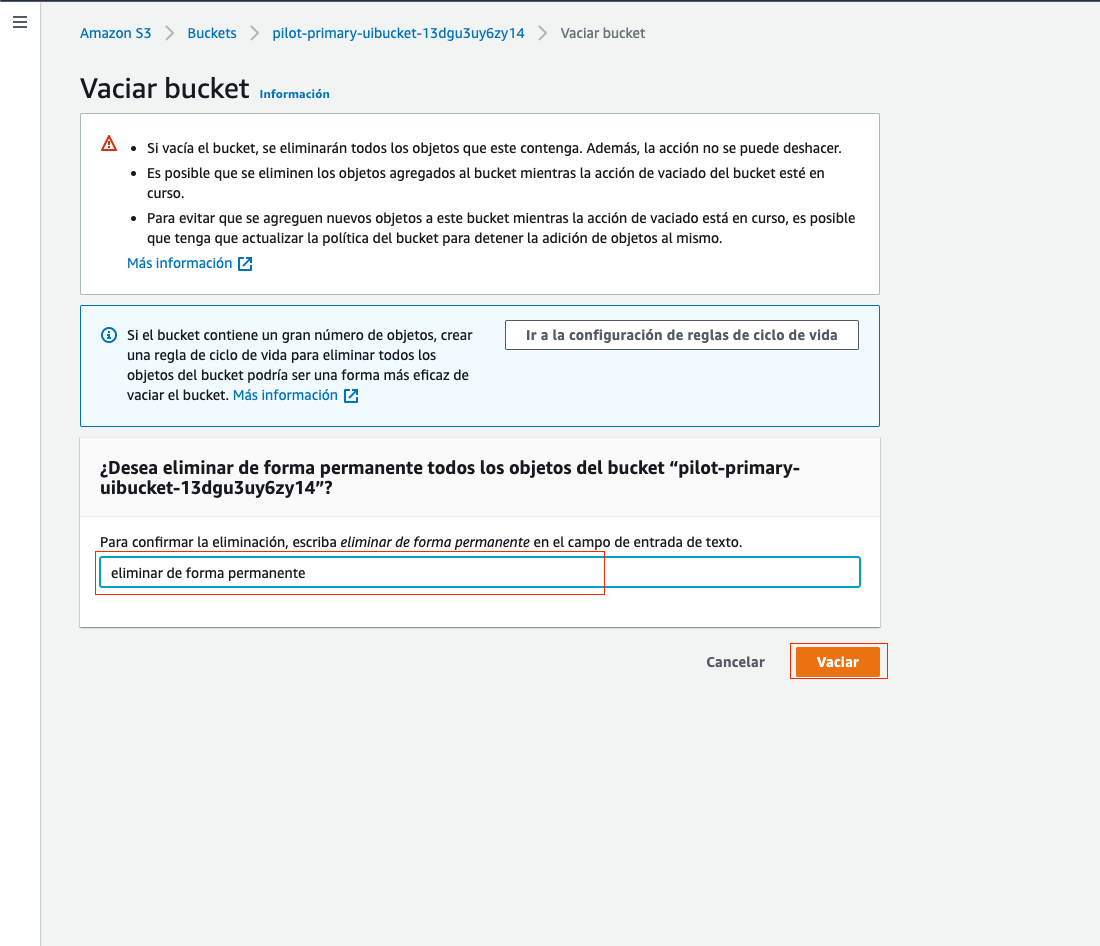 Amazon S3 > Buckets > pilot-primary-uibucket-13dgu3uy6zy14 > Vaciar bucket
Vaciar bucket Información
• Si vacía el bucket, se eliminarán todos los objetos que este contenga. Además, la acción no se puede deshacer.
• Es posible que se eliminen los objetos agregados al bucket mientras la acción de vaciado del bucket esté en
curso.
• Para evitar que se agreguen nuevos objetos a este bucket mientras la acción de vaciado está en curso, es posible
que tenga que actualizar la política del bucket para detener la adición de objetos al mismo.
Más información
Si el bucket contiene un gran número de objetos, crear
una regla de ciclo de vida para eliminar todos los
objetos del bucket podría ser una forma más eficaz de
vaciar el bucket. Más información
Ir a la configuración de reglas de ciclo de vida
¿Desea eliminar de forma permanente todos los objetos del bucket “pilot-primary-
uibucket-13dgu3uy6zy14”?
Para confirmar la eliminación, escriba eliminar de forma permanente en el campo de entrada de texto.
eliminar de forma permanente
Cancelar Vaciar